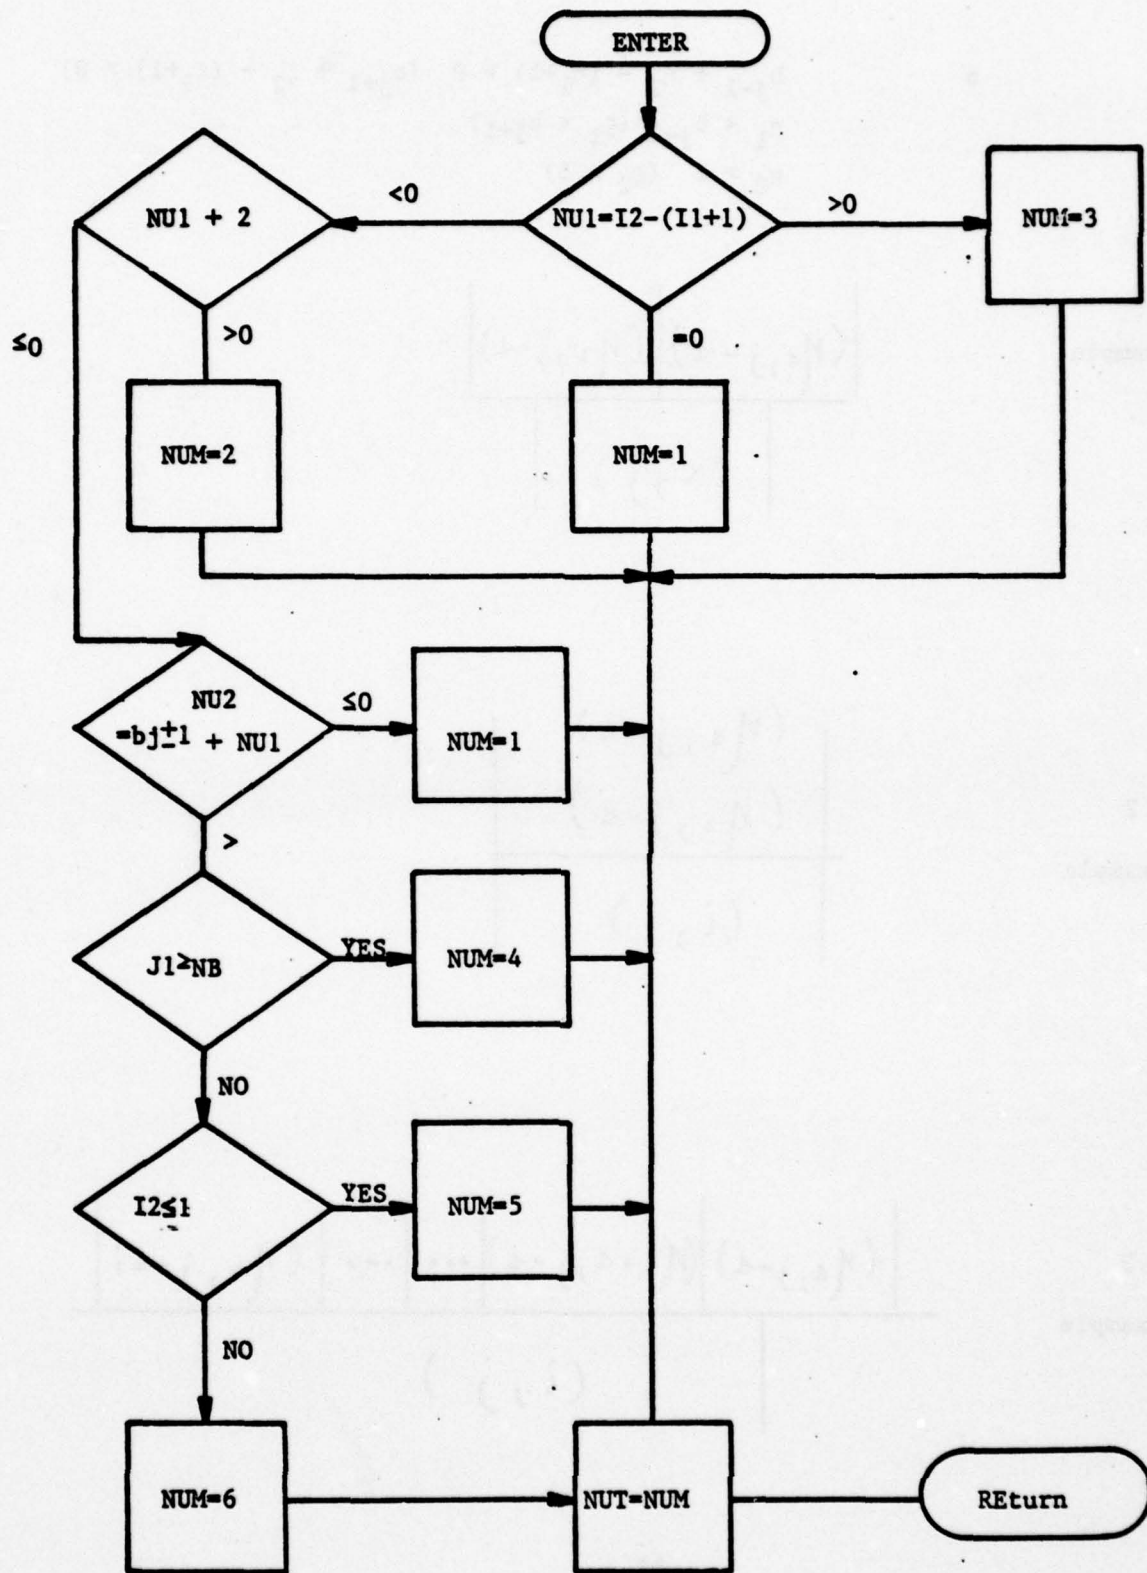 ENTER
NU1 + 2
<0
NU1=I2-(I1+1)
>0
NUM=3
≤0
>0
=0
NUM=2
NUM=1
NU2
=bj±1 + NU1
≤0
NUM=1
>
J1≥NB
YES
NUM=4
NO
I2≤1
YES
NUM=5
NO
NUM=6
NUT=NUM
REturn